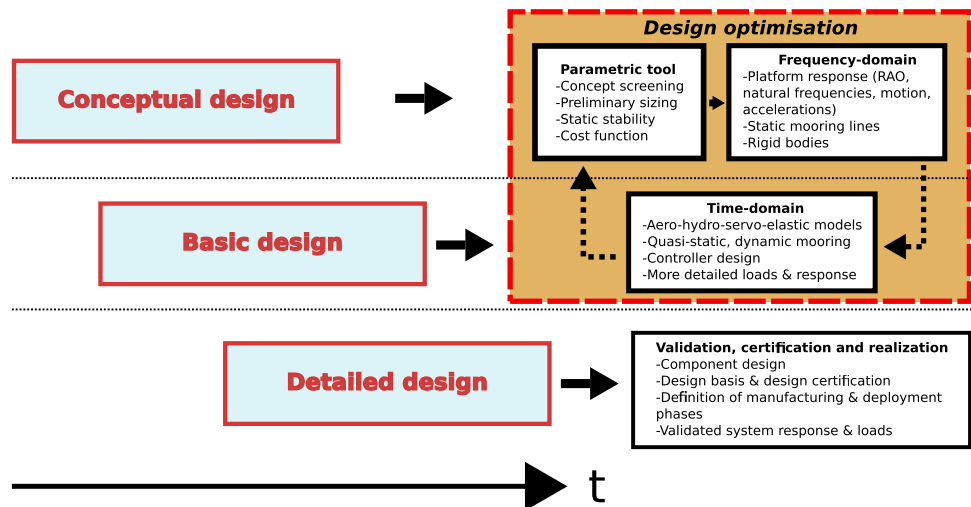 Design optimisation
Conceptual design
Parametric tool
-Concept screening
-Preliminary sizing
-Static stability
-Cost function
Frequency-domain
-Platform response (RAO,
natural frequencies, motion,
accelerations)
-Static mooring lines
-Rigid bodies
Basic design
Time-domain
-Aero-hydro-servo-elastic models
-Quasi-static, dynamic mooring
-Controller design
-More detailed loads & response
Detailed design
Validation, certification and realization
-Component design
-Design basis & design certification
-Definition of manufacturing & deployment
phases
-Validated system response & loads
t